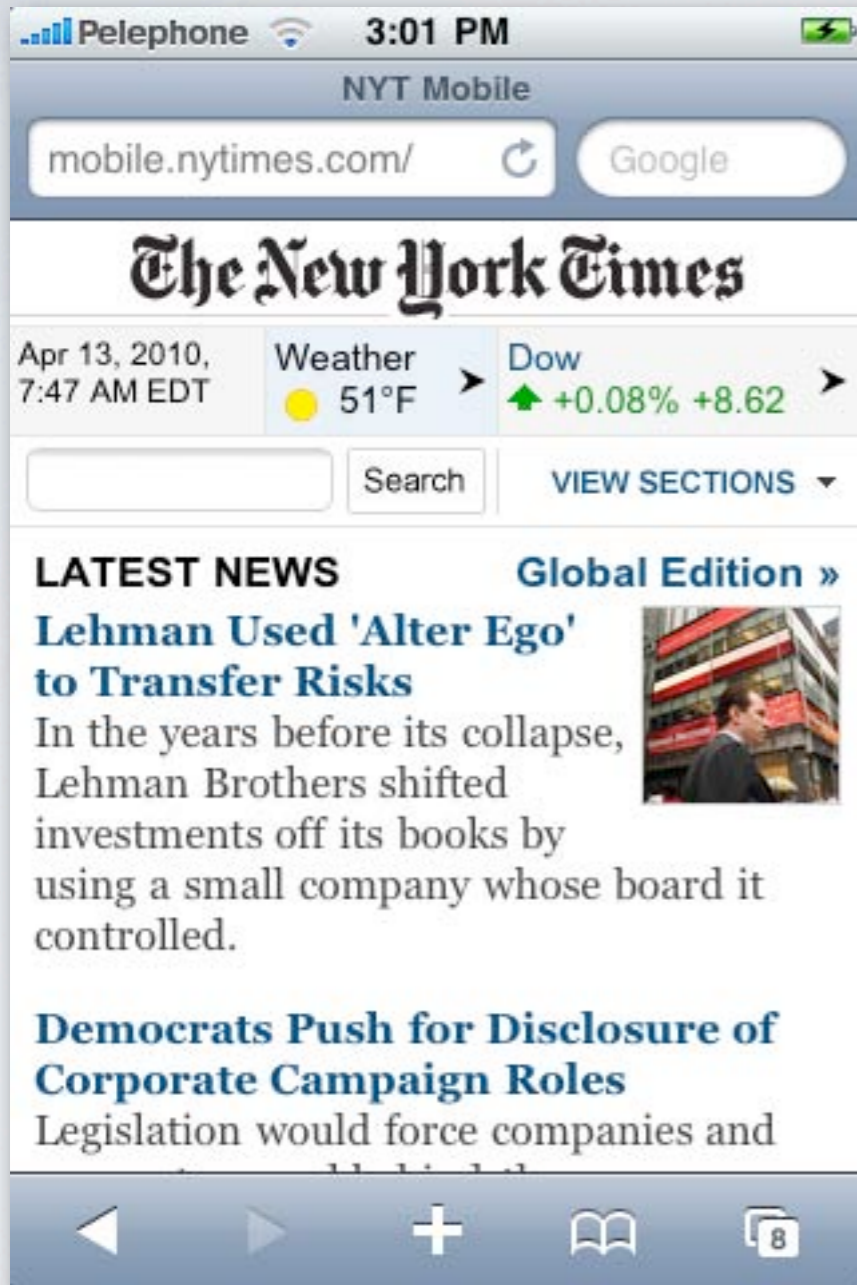 Pelephone 3:01 PM
NYT Mobile
mobile.nytimes.com/ Google
The New York Times
Apr 13, 2010, Weather Dow
7:47 AM EDT 51°F +0.08% +8.62
Search VIEW SECTIONS
LATEST NEWS Global Edition »
Lehman Used 'Alter Ego'
to Transfer Risks
In the years before its collapse,
Lehman Brothers shifted
investments off its books by
using a small company whose board it
controlled.
Democrats Push for Disclosure of
Corporate Campaign Roles
Legislation would force companies and
8